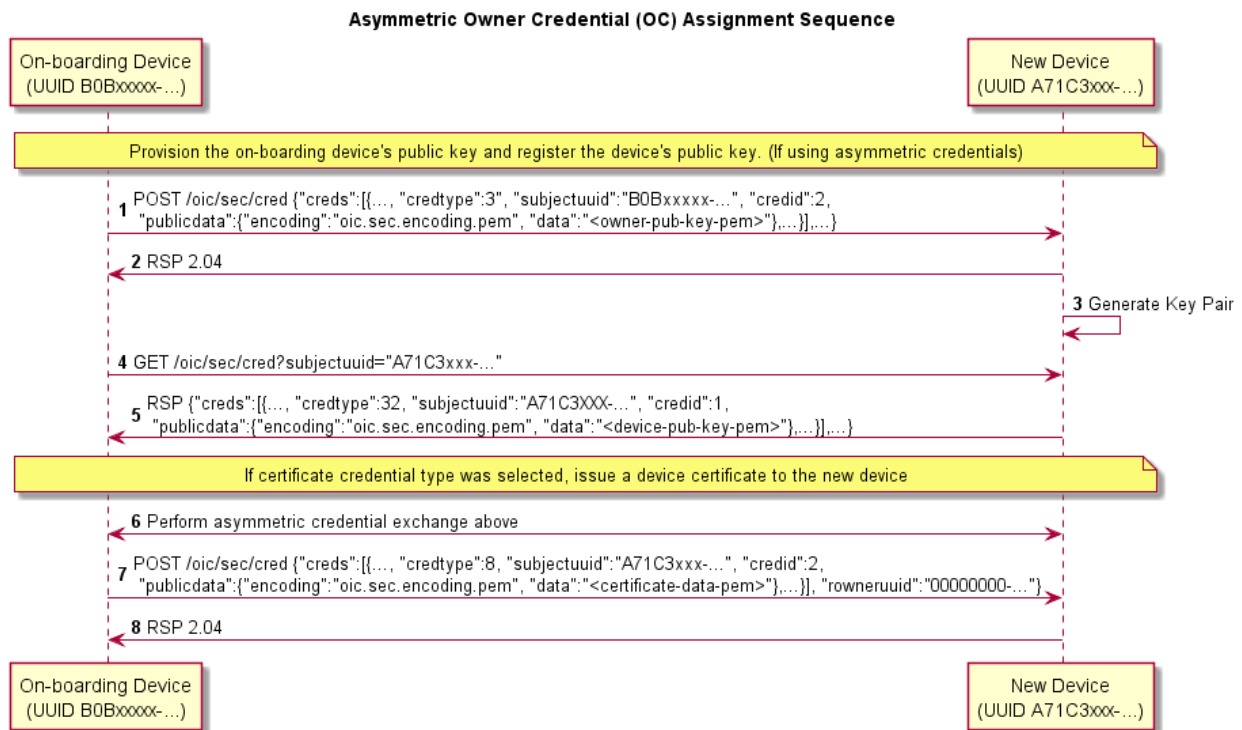 Asymmetric Owner Credential (OC) Assignment Sequence
On-boarding Device
(UUID B0Bxxxxx-...)
New Device
(UUID A71C3xxx-...)
Provision the on-boarding device's public key and register the device's public key. (If using asymmetric credentials)
1 POST /oic/sec/cred {"creds":[{..., "credtype":3", "subjectuuid":"B0Bxxxxx-...", "credid":2,
"publicdata":{"encoding":"oic.sec.encoding.pem", "data":"<owner-pub-key-pem>"},...}],...}
2 RSP 2.04
3 Generate Key Pair
4 GET /oic/sec/cred?subjectuuid="A71C3xxx-..."
5 RSP {"creds":[{..., "credtype":32, "subjectuuid":"A71C3XXX-...", "credid":1,
"publicdata":{"encoding":"oic.sec.encoding.pem", "data":"<device-pub-key-pem>"},...}],...}
If certificate credential type was selected, issue a device certificate to the new device
6 Perform asymmetric credential exchange above
7 POST /oic/sec/cred {"creds":[{..., "credtype":8, "subjectuuid":"A71C3xxx-...", "credid":2,
"publicdata":{"encoding":"oic.sec.encoding.pem", "data":"<certificate-data-pem>"},...}], "rowneruuid":"00000000-..."}
8 RSP 2.04
On-boarding Device
(UUID B0Bxxxxx-...)
New Device
(UUID A71C3xxx-...)